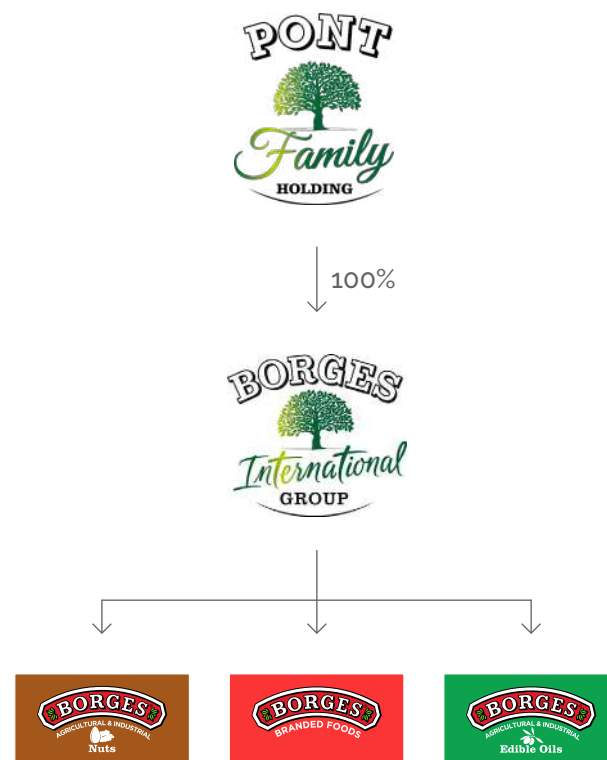 PONT
Family
HOLDING
100%
BORGES
International
GROUP
BORGES
AGRICULTURAL & INDUSTRIAL
Nuts
BORGES
BRANDED FOODS
BORGES
AGRICULTURAL & INDUSTRIAL
Edible Oils